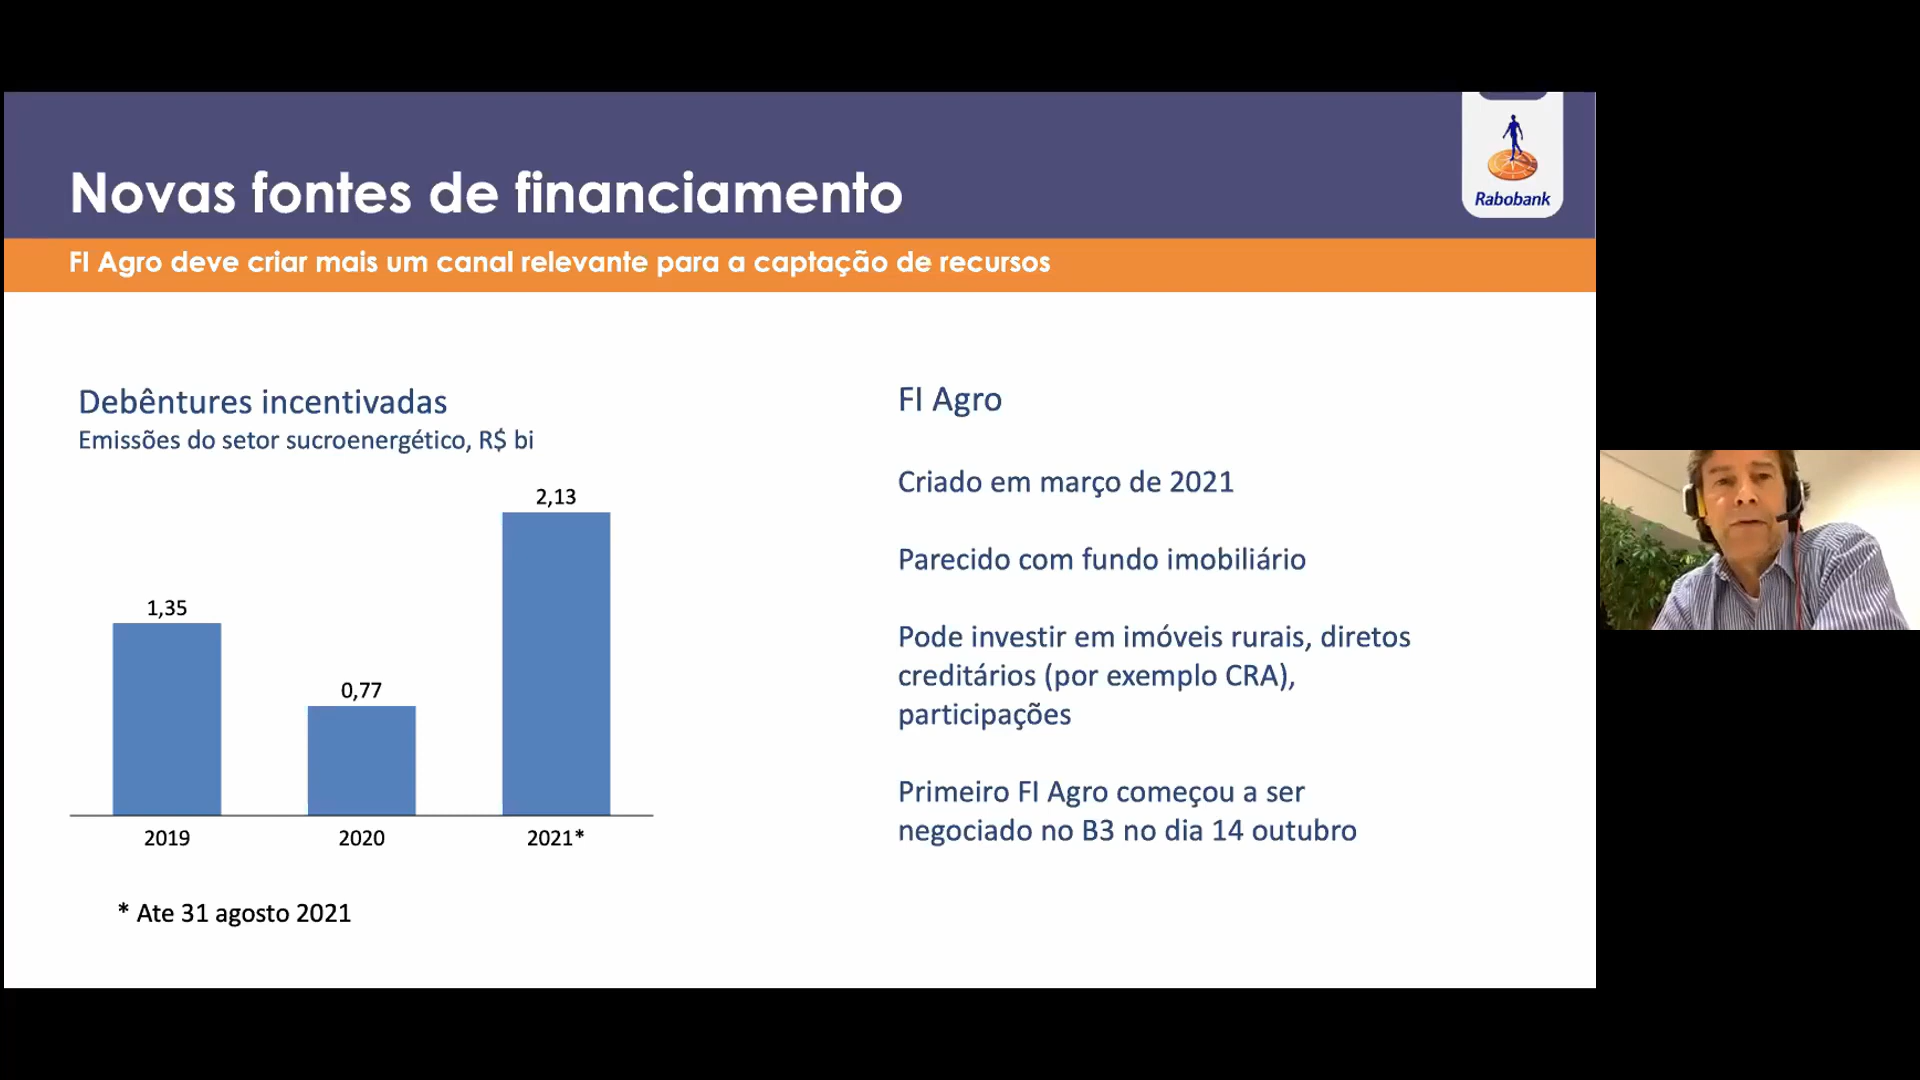 Novas fontes de financiamento
Rabobank
FI Agro deve criar mais um canal relevante para a captação de recursos
Debêntures incentivadas
Emissões do setor sucroenergético, R$ bi
1,35
0,77
2,13
2019
2020
2021*
* Ate 31 agosto 2021
FI Agro
Criado em março de 2021
Parecido com fundo imobiliário
Pode investir em imóveis rurais, diretos
creditários (por exemplo CRA),
participações
Primeiro FI Agro começou a ser
negociado no B3 no dia 14 outubro